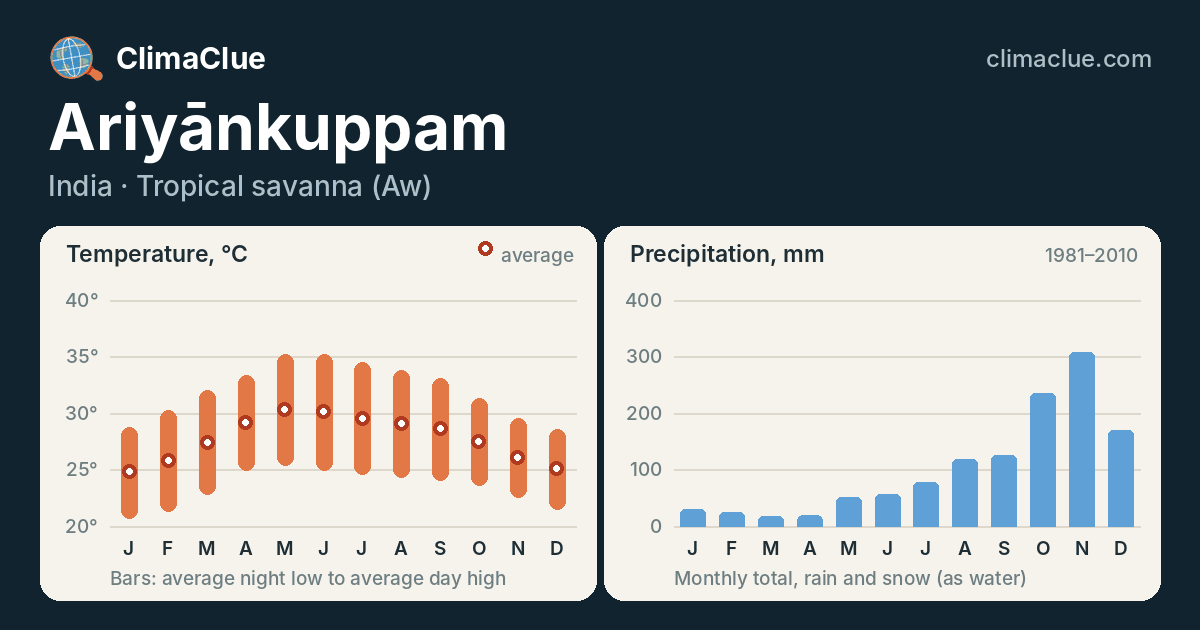 ClimaClue
climaclue.com
Ariyānkuppam
India · Tropical savanna (Aw)
Temperature, °C
average
40°
35°
30°
25°
20°
J F M A M J J A S O N D
Bars: average night low to average day high
Precipitation, mm
1981–2010
400
300
200
100
0
J F M A M J J A S O N D
Monthly total, rain and snow (as water)